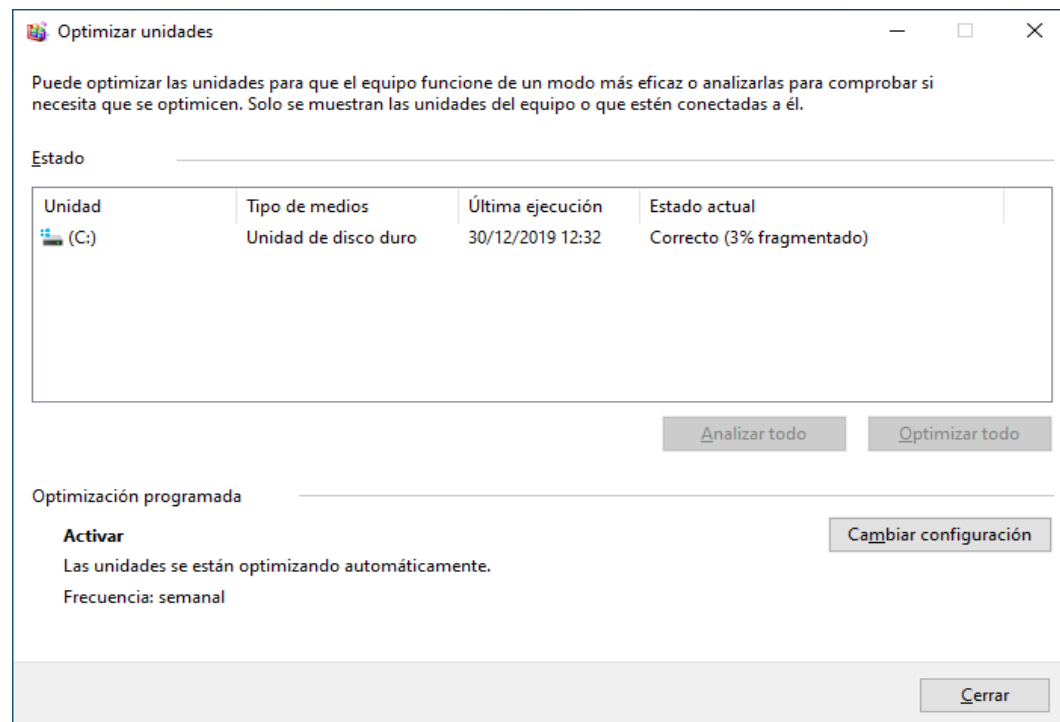 Optimizar unidades
Puede optimizar las unidades para que el equipo funcione de un modo más eficaz o analizarlas para comprobar si
necesita que se optimicen. Solo se muestran las unidades del equipo o que estén conectadas a él.
Estado
Unidad Tipo de medios Última ejecución Estado actual
(C:) Unidad de disco duro 30/12/2019 12:32 Correcto (3% fragmentado)
Analizar todo Optimizar todo
Optimización programada
Activar Cambiar configuración
Las unidades se están optimizando automáticamente.
Frecuencia: semanal
Cerrar